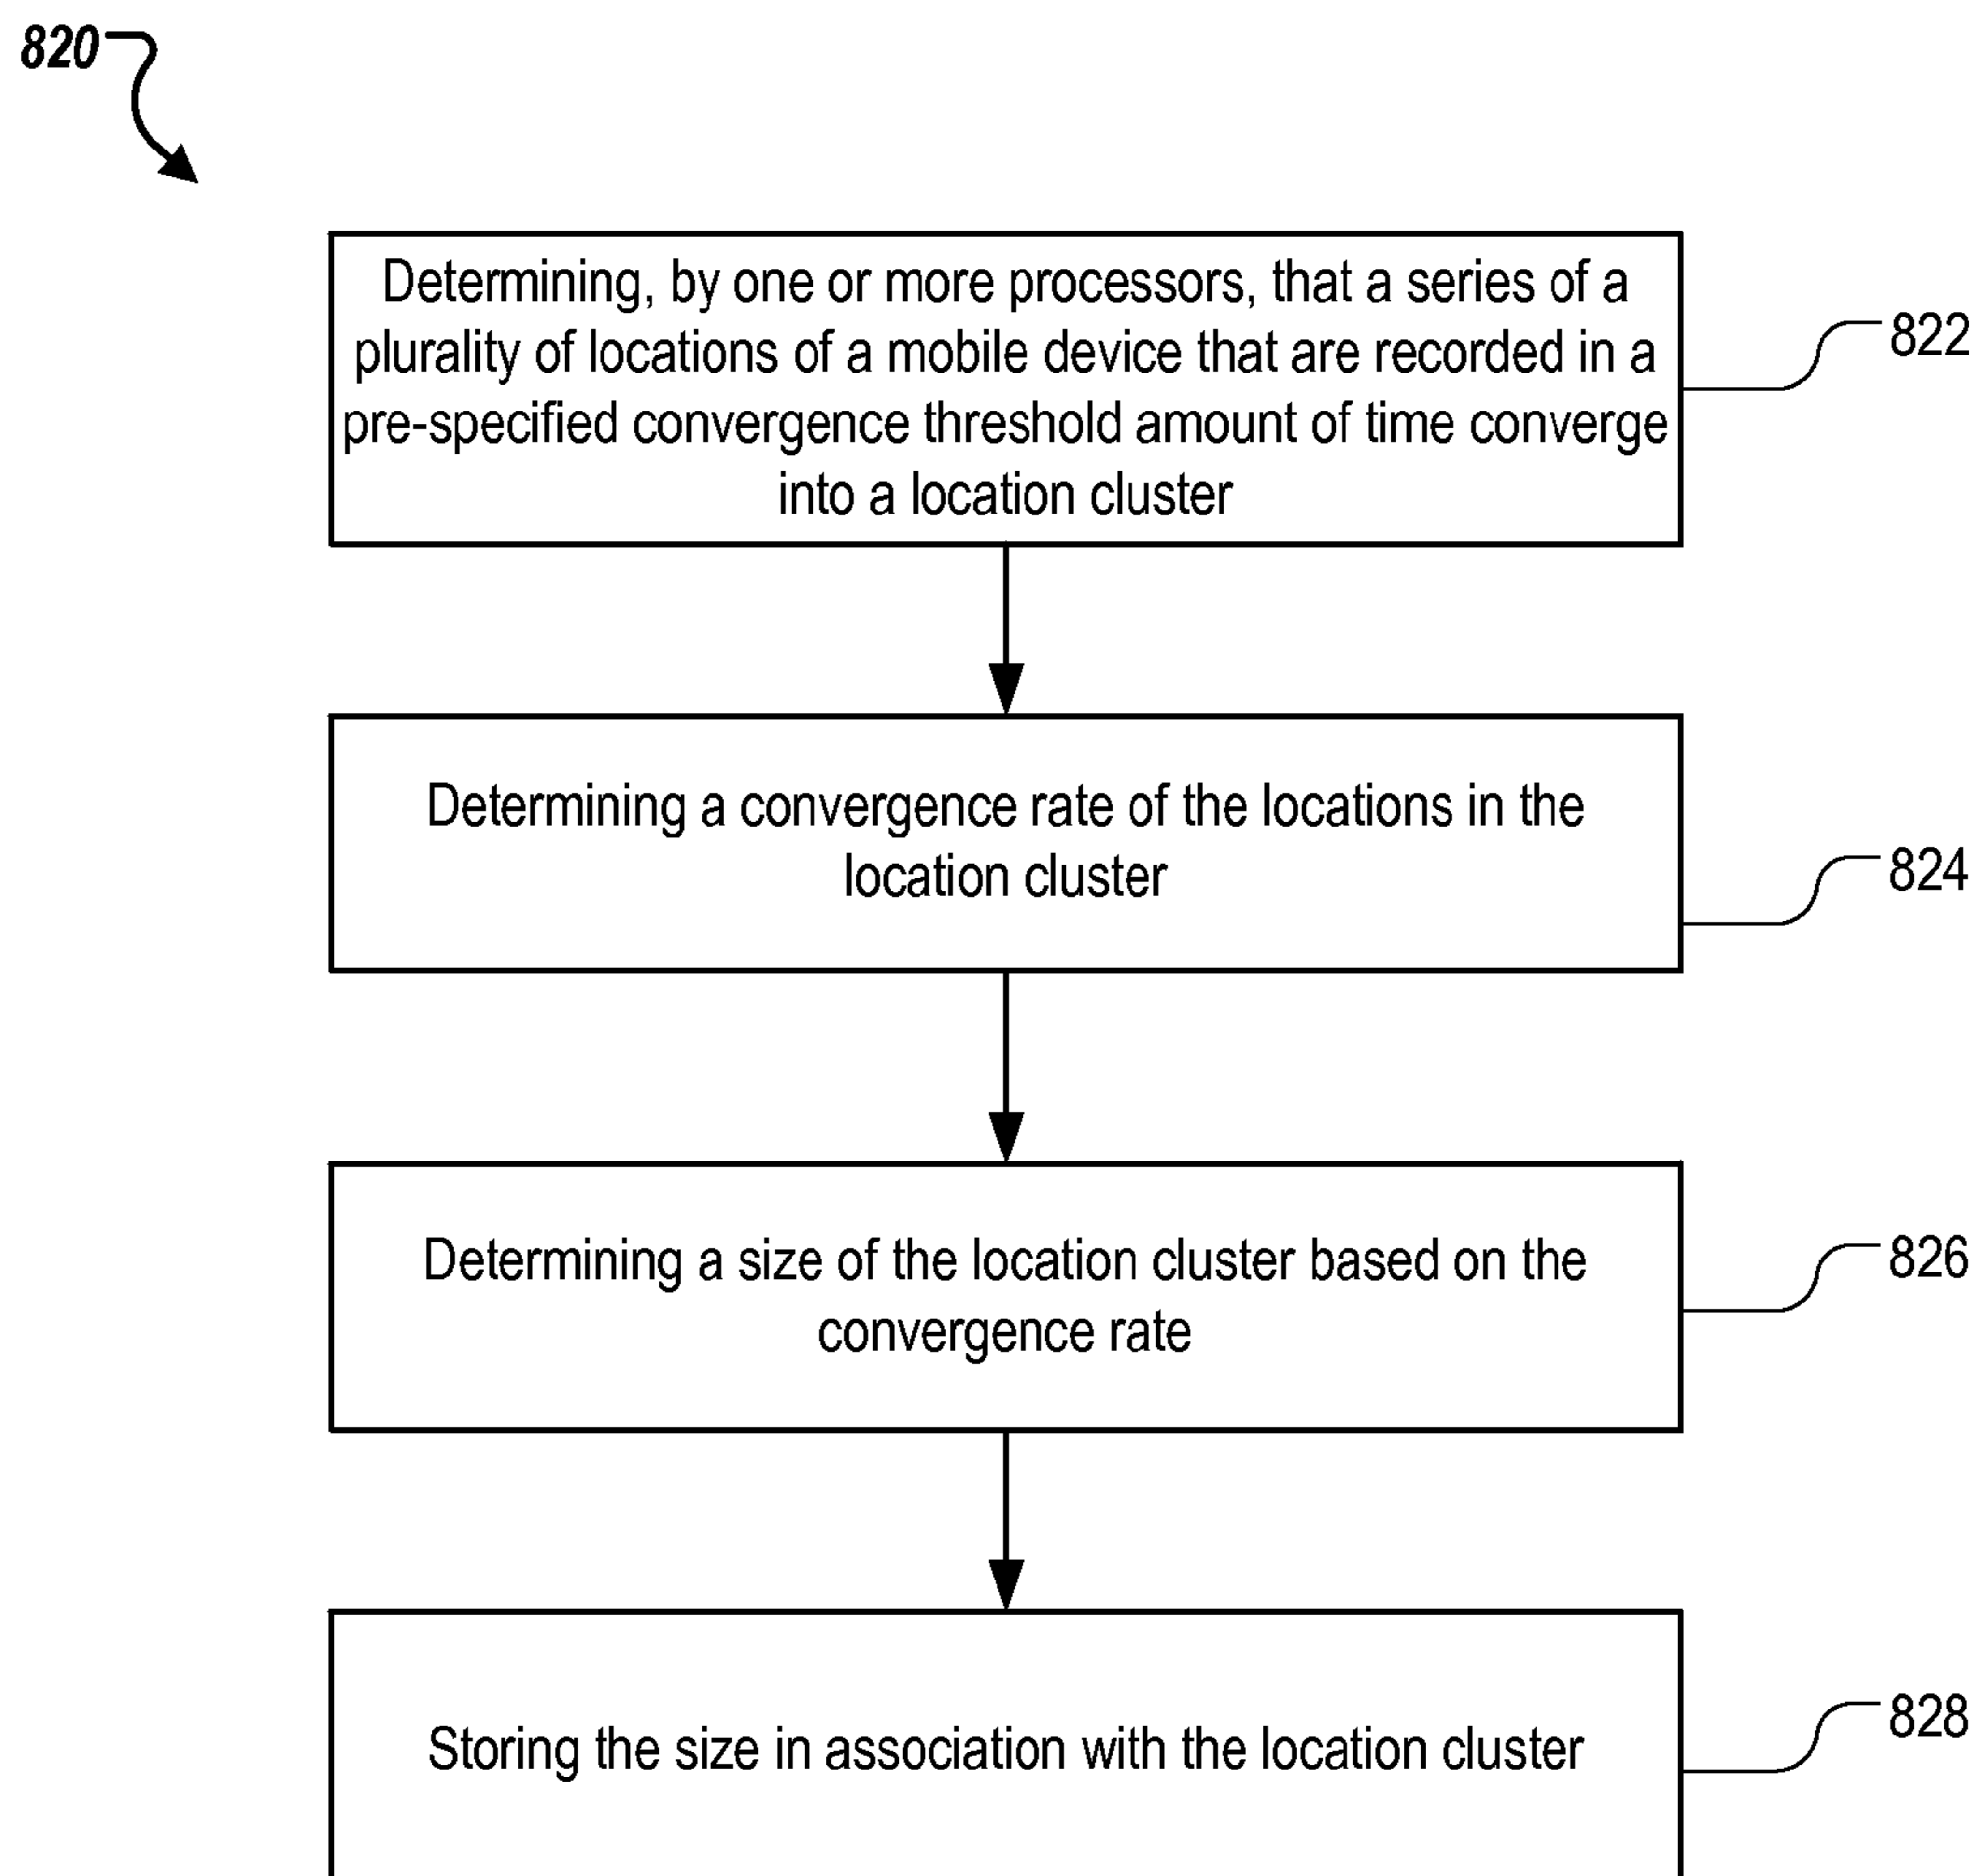 820
Determining, by one or more processors, that a series of a
plurality of locations of a mobile device that are recorded in a
pre-specified convergence threshold amount of time converge
into a location cluster
822
Determining a convergence rate of the locations in the
location cluster
824
Determining a size of the location cluster based on the
convergence rate
826
Storing the size in association with the location cluster
828